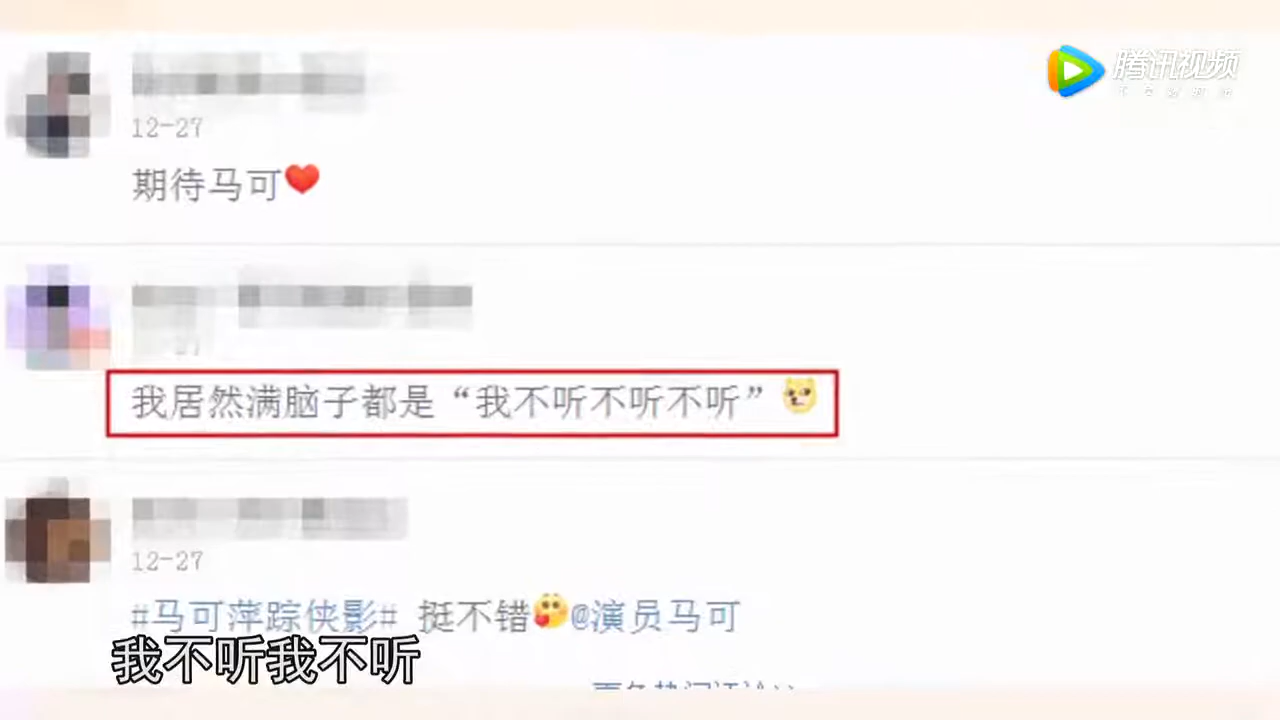 腾讯视频
12-27
期待马可❤
我居然满脑子都是“我不听不听不听”
12-27
#马可萍踪侠影# 挺不错😘@演员马可
我不听我不听